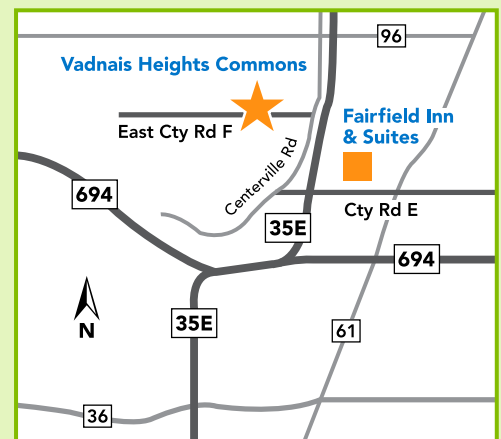 96
Vadnais Heights Commons
Fairfield Inn
& Suites
East Cty Rd F
Centerville Rd
694
Cty Rd E
35E
694
N
35E
61
36